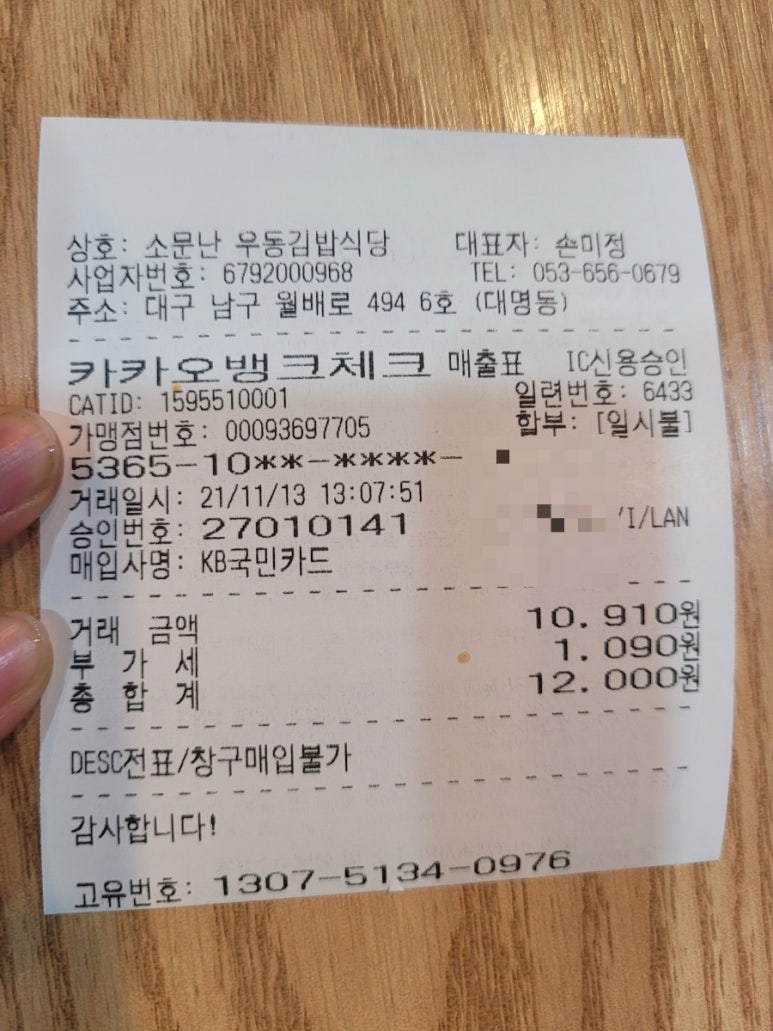 상호: 소문난 우동김밥식당 대표자: 손미정
사업자번호: 6792000968 TEL: 053-656-0679
주소: 대구 남구 월배로 494 6호 (대명동)
카카오뱅크체크 매출표 IC신용승인
CATID: 1595510001 일련번호: 6433
가맹점번호: 00093697705 합부: [일시불]
5365-10**-****-
거래일시: 21/11/13 13:07:51
승인번호: 27010141 /I/LAN
매입사명: KB국민카드
거래 금액 10.910원
부 가 세 1.090원
총 합 계 12.000원
DESC전표/창구매입불가
감사합니다!
고유번호: 1307-5134-0976